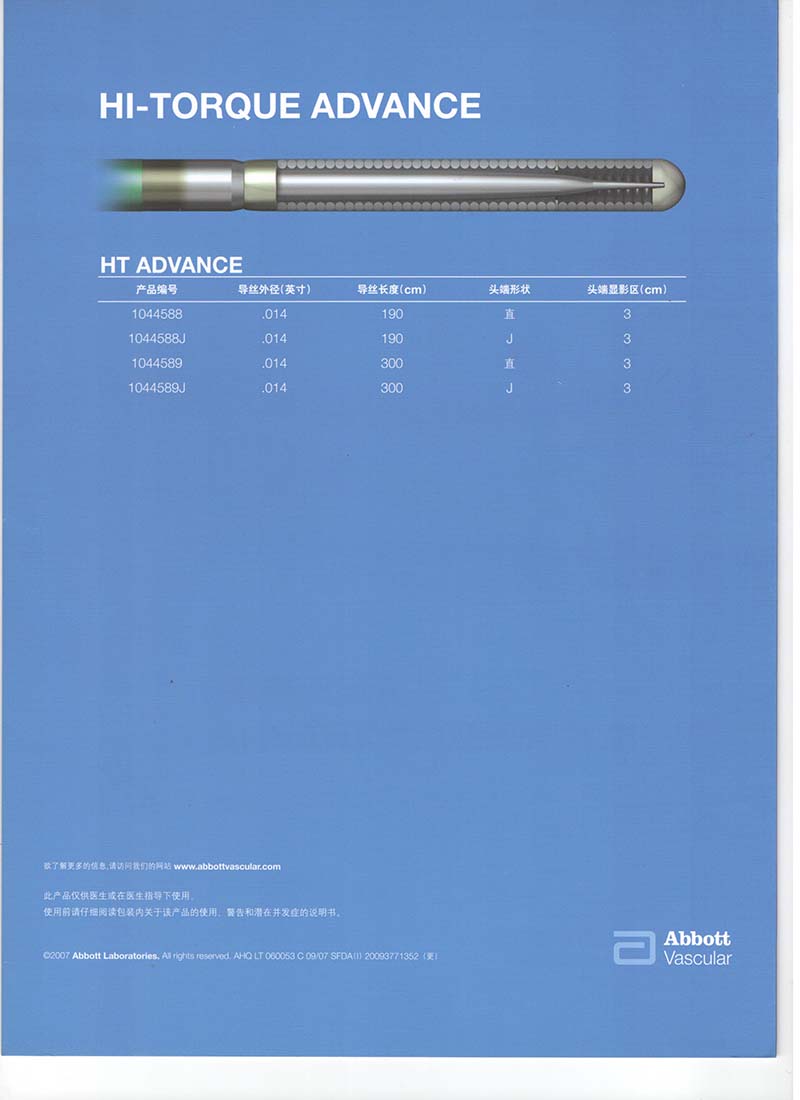 HI-TORQUE ADVANCE
HT ADVANCE
产品编号 导丝外径(英寸) 导丝长度(cm) 头端形状 头端显影区(cm)
1044588 .014 190 直 3
1044588J .014 190 J 3
1044589 .014 300 直 3
1044589J .014 300 J 3
欲了解更多的信息,请访问我们的网站 www.abbottvascular.com
此产品仅供医生或在医生指导下使用。
使用前请仔细阅读包装内关于该产品的使用、警告和潜在并发症的说明书。
©2007 Abbott Laboratories. All rights reserved. AHQ LT 060053 C 09/07 SFDA(I) 20093771352 (更)
Abbott
Vascular